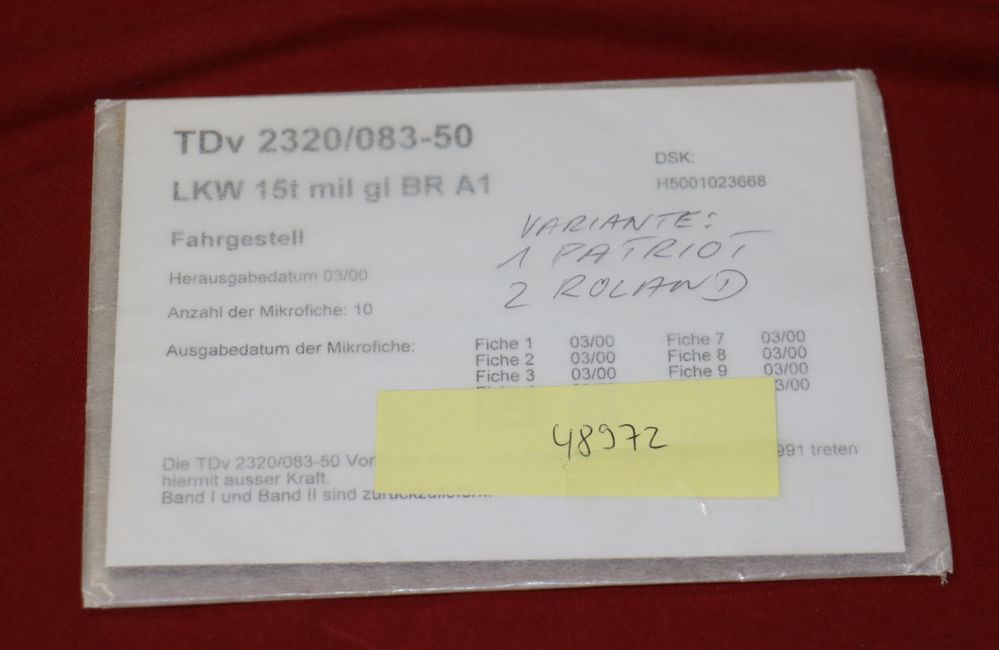 TDv 2320/083-50
LKW 15t mil gl BR A1
Fahrgestell
Herausgabedatum 03/00
Anzahl der Mikrofiche: 10
Ausgabedatum der Mikrofiche:
DSK:
H5001023668
VARIANTE:
1 PATRIOT
2 ROLAND
Fiche 1 03/00 Fiche 7 03/00
Fiche 2 03/00 Fiche 8 03/00
Fiche 3 03/00 Fiche 9 03/00
3/00
48972
Die TDv 2320/083-50 991 treten
hiermit ausser Kraft.
Band I und Band II sind zurückzuliefern.